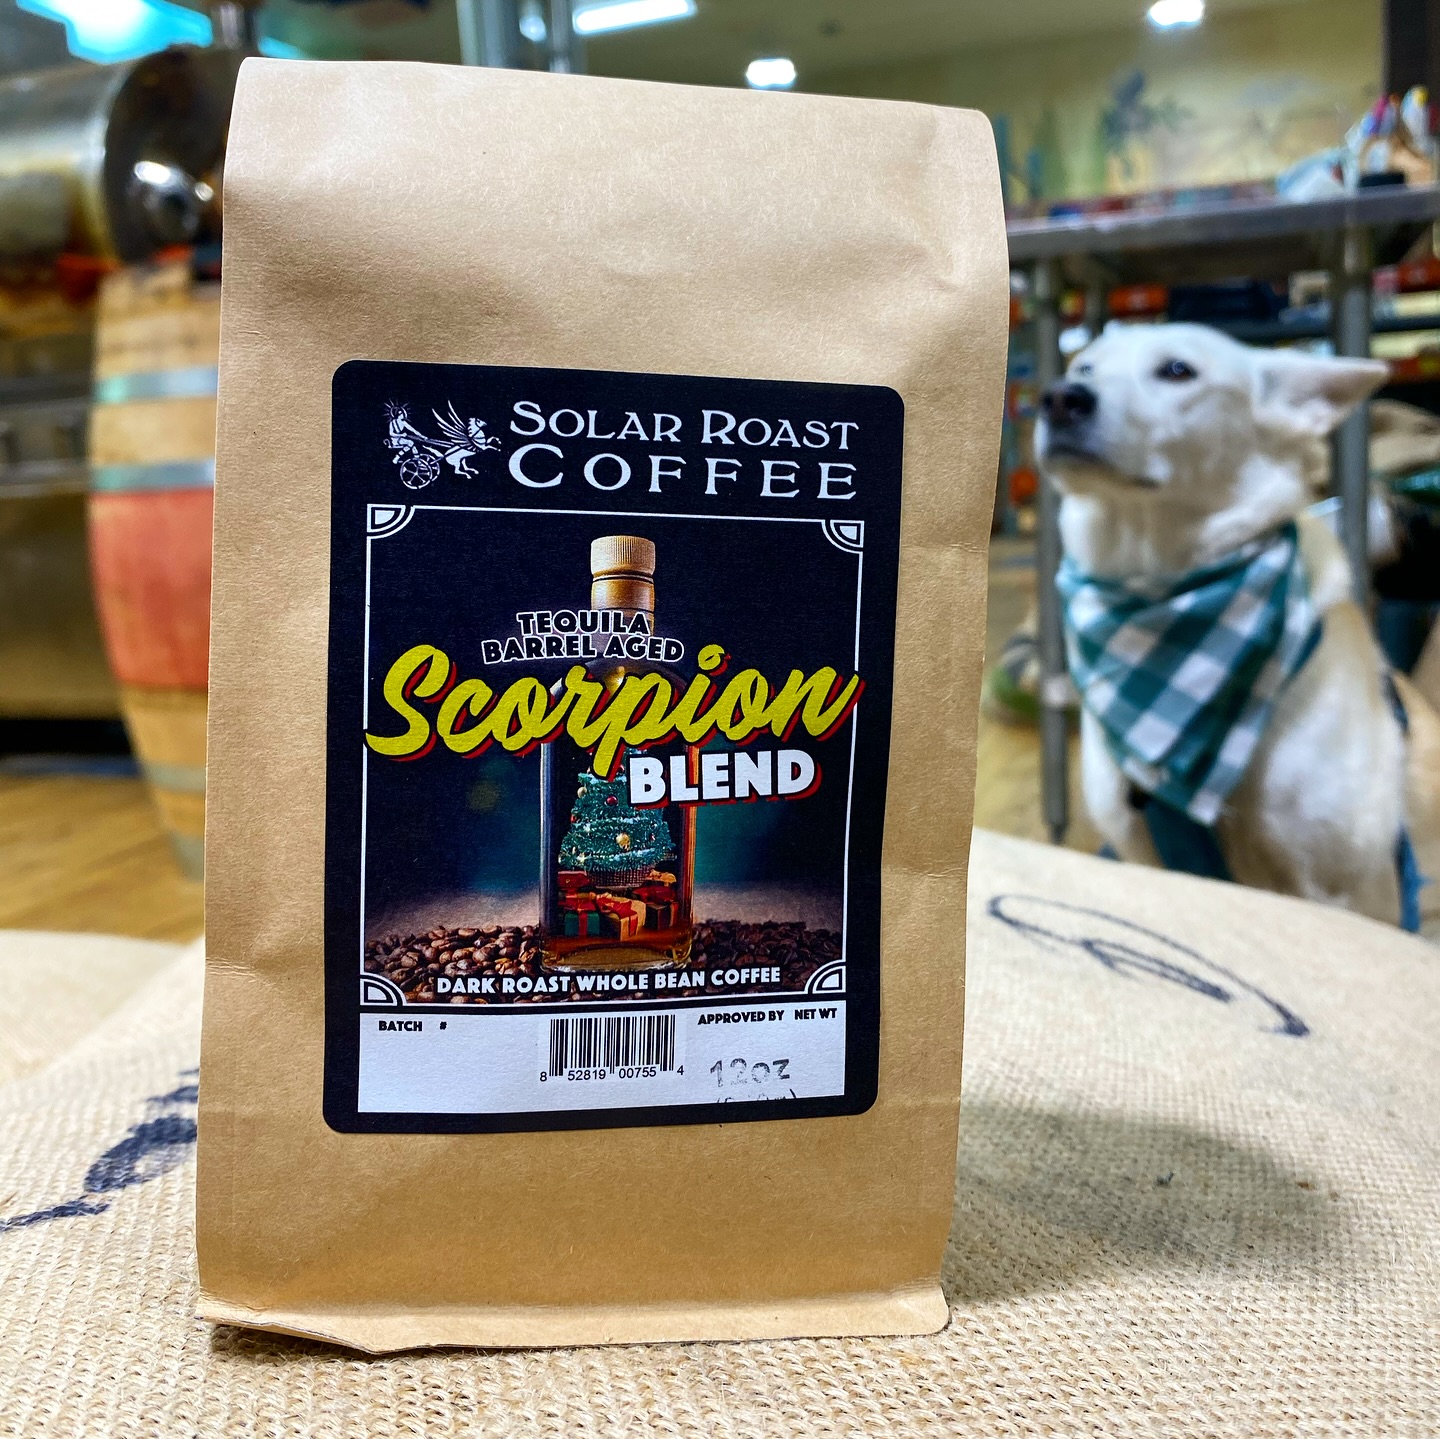 SOLAR ROAST
COFFEE
TEQUILA
BARREL AGED
Scorpion
BLEND
DARK ROAST WHOLE BEAN COFFEE
BATCH # APPROVED BY NET WT
8 52819 00755 4
12oz